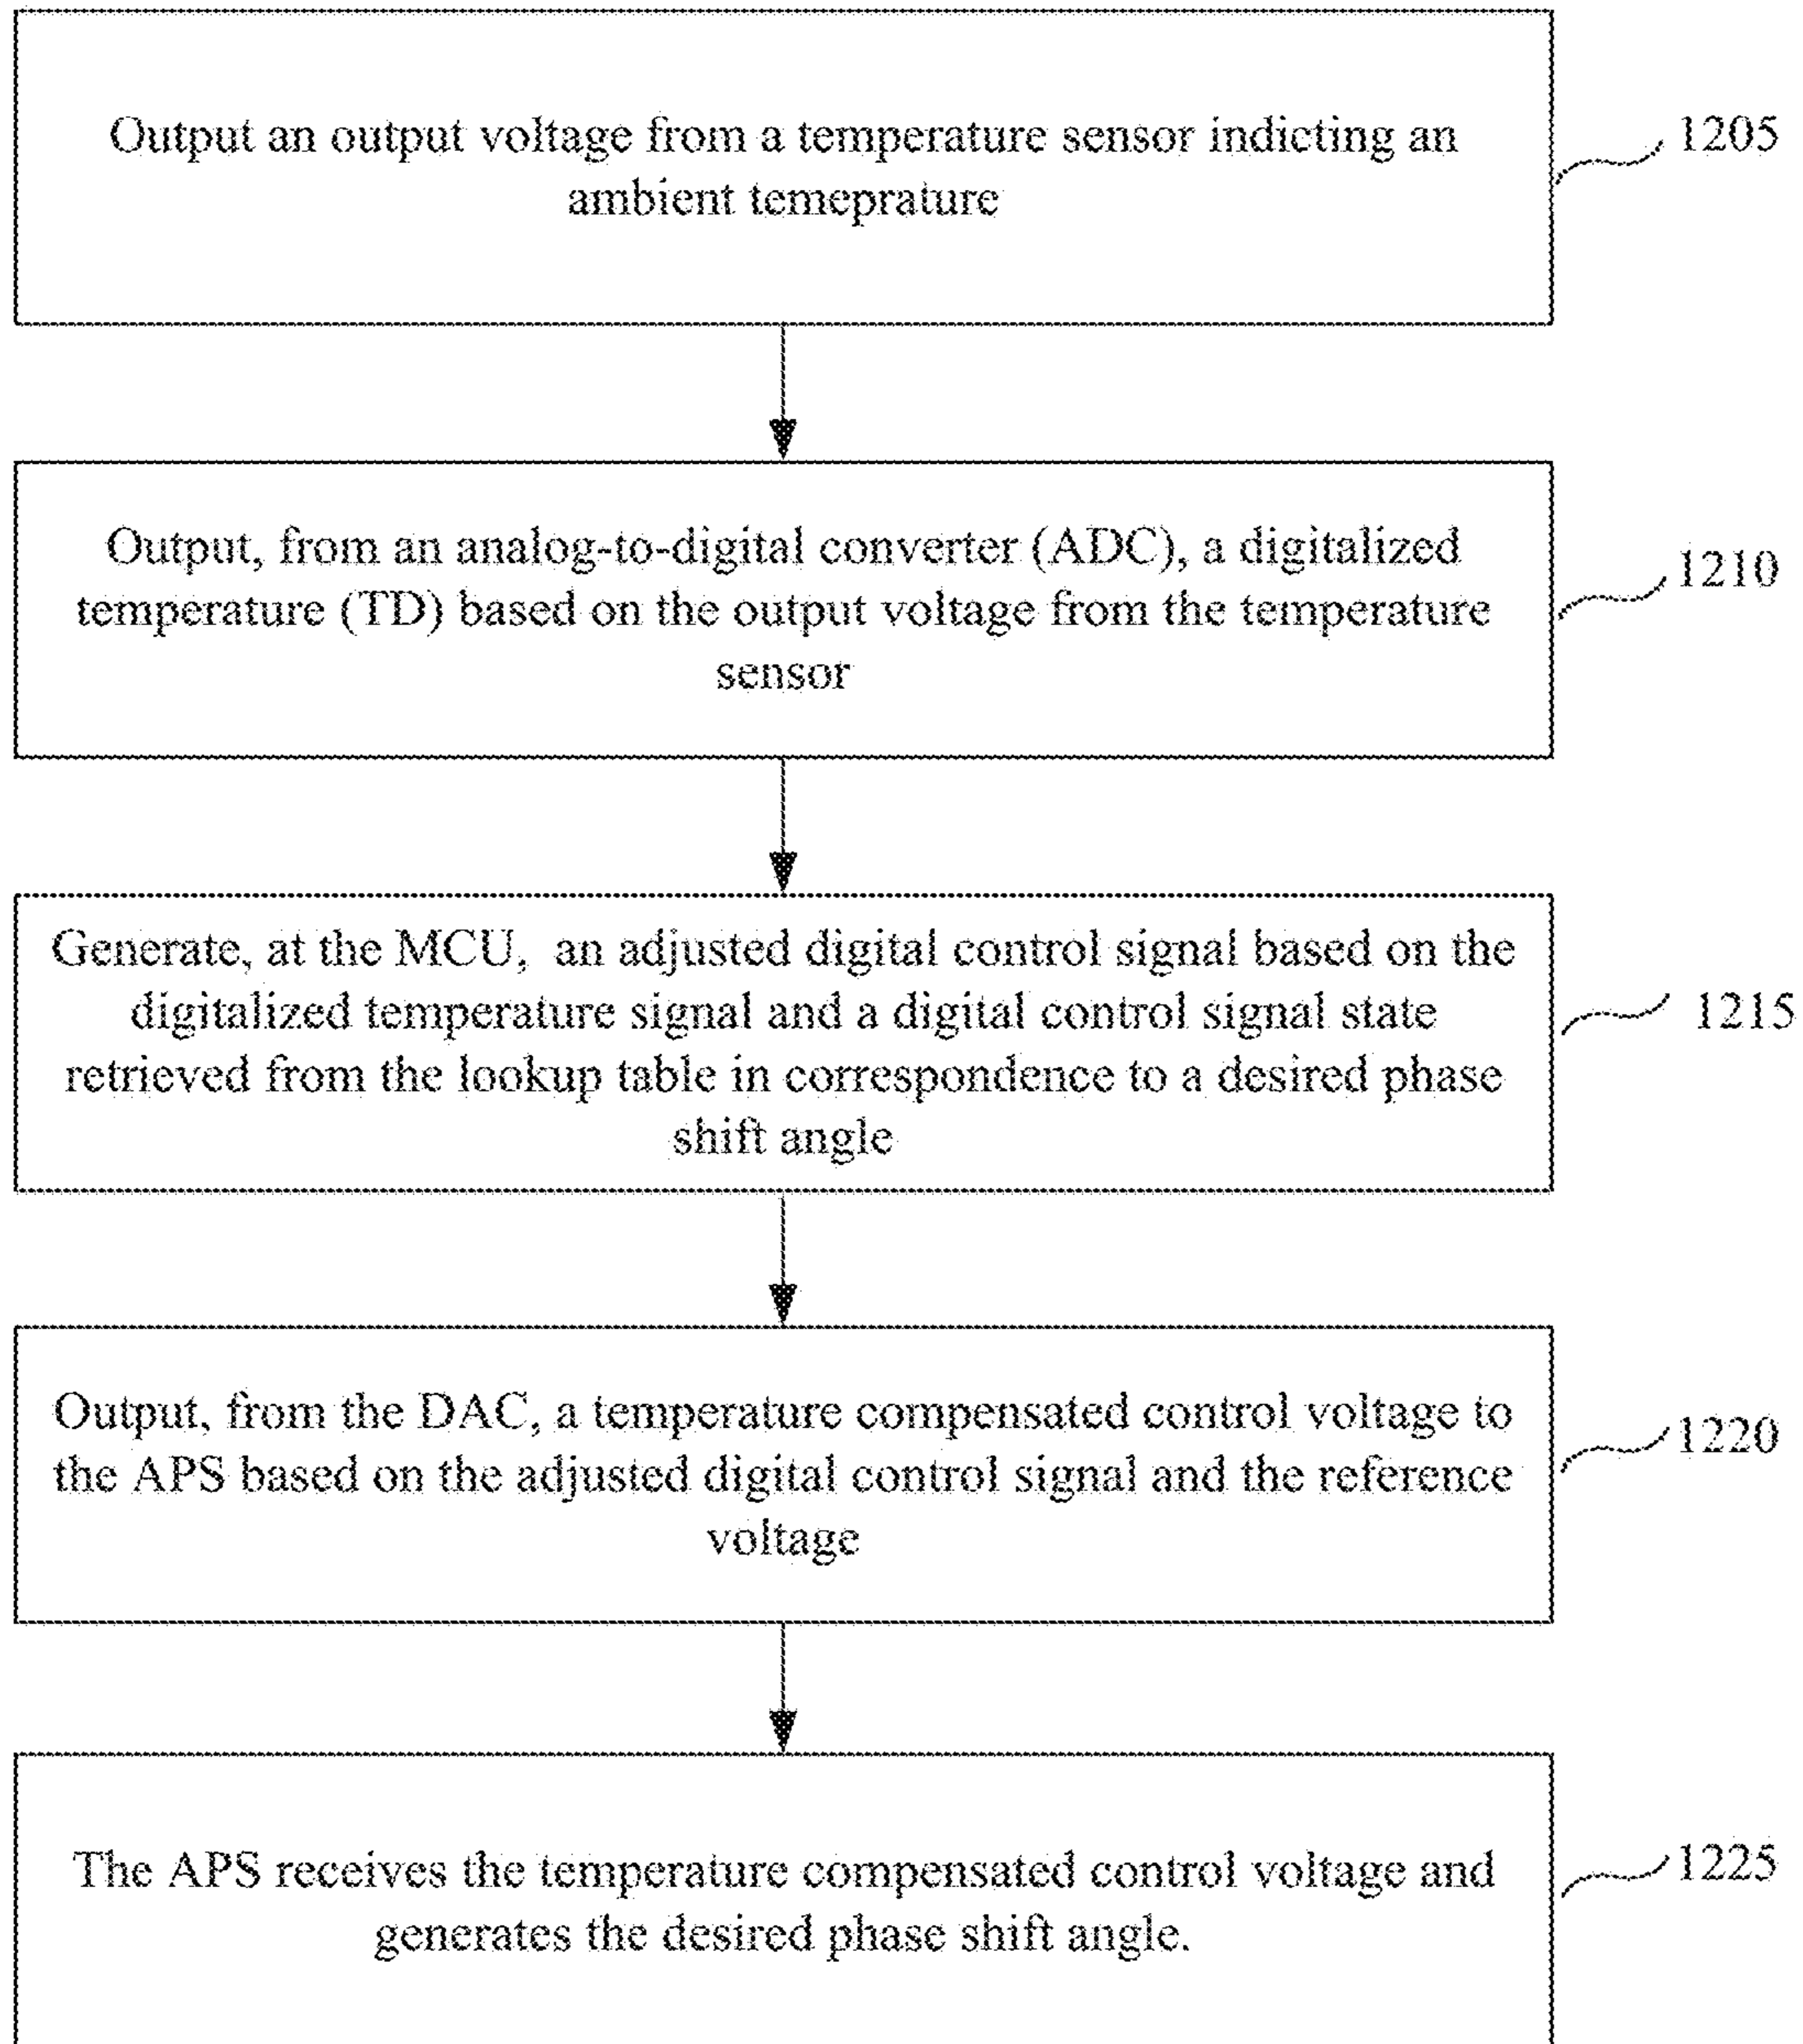 Output an output voltage from a temperature sensor indicting an
ambient temeprature
1205
Output, from an analog-to-digital converter (ADC), a digitalized
temperature (TD) based on the output voltage from the temperature
sensor
1210
Generate, at the MCU, an adjusted digital control signal based on the
digitalized temperature signal and a digital control signal state
retrieved from the lookup table in correspondence to a desired phase
shift angle
1215
Output, from the DAC, a temperature compensated control voltage to
the APS based on the adjusted digital control signal and the reference
voltage
1220
The APS receives the temperature compensated control voltage and
generates the desired phase shift angle.
1225